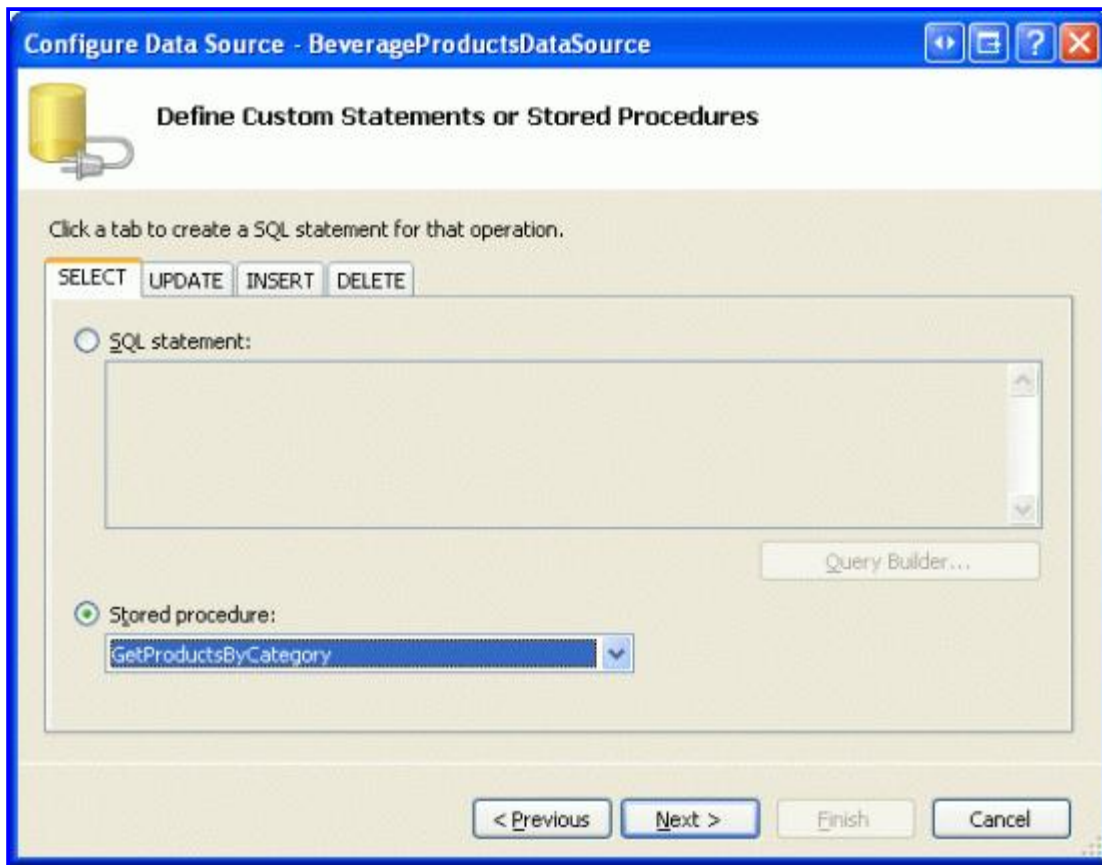 Configure Data Source - BeverageProductsDataSource
Define Custom Statements or Stored Procedures
Click a tab to create a SQL statement for that operation.
SELECT UPDATE INSERT DELETE
SQL statement:
Query Builder...
Stored procedure:
GetProductsByCategory
< Previous Next > Finish Cancel